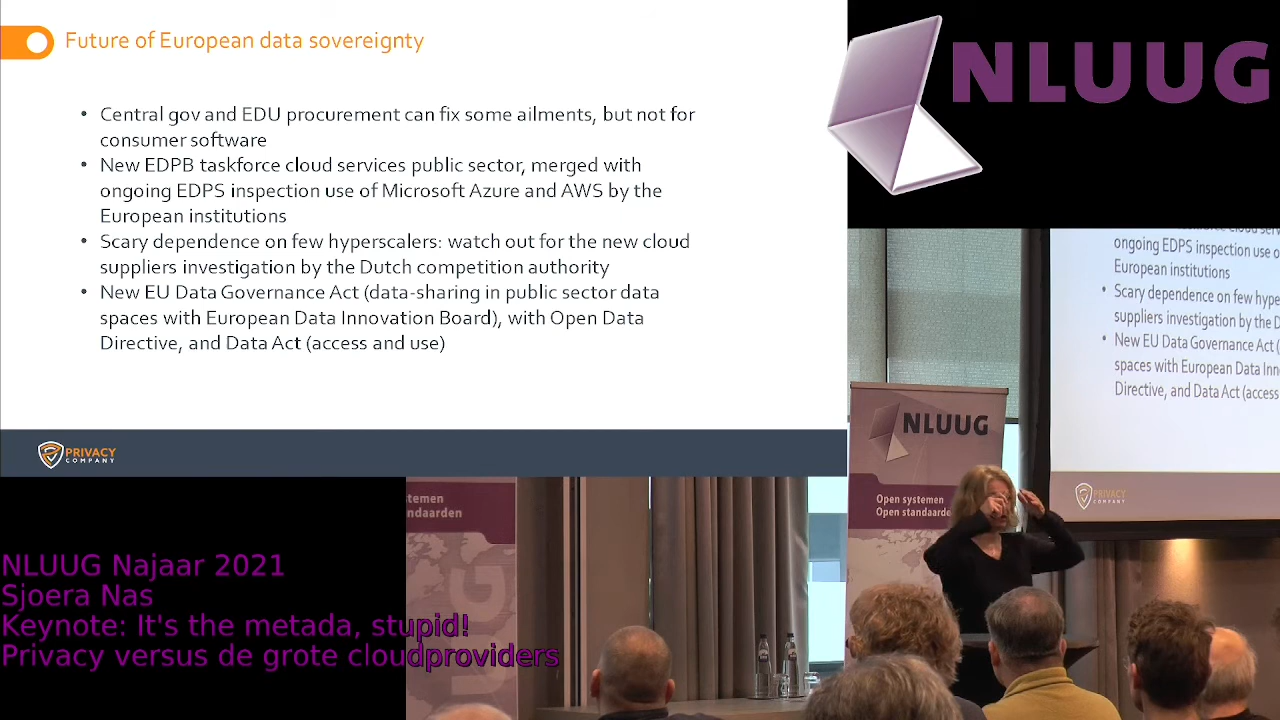 Future of European data sovereignty
• Central gov and EDU procurement can fix some ailments, but not for
consumer software
• New EDPB taskforce cloud services public sector, merged with
ongoing EDPS inspection use of Microsoft Azure and AWS by the
European institutions
• Scary dependence on few hyperscalers: watch out for the new cloud
suppliers investigation by the Dutch competition authority
• New EU Data Governance Act (data-sharing in public sector data
spaces with European Data Innovation Board), with Open Data
Directive, and Data Act (access and use)
PRIVACY
COMPANY
NLUUG
ongoing EDPS inspection use of
European institutions
• Scary dependence on few hype
suppliers investigation by the D
• New EU Data Governance Act (
spaces with European Data Inn
Directive, and Data Act (access
PRIVACY
COMPANY
NLUUG
Open systemen
Open standaarde
stemen
ndaarden
NLUUG Najaar 2021
Sjoera Nas
Keynote: It's the metada, stupid!
Privacy versus de grote cloudproviders